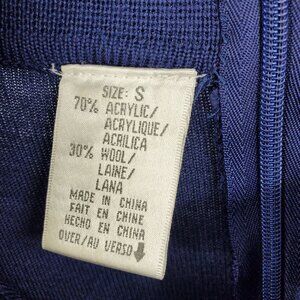 SIZE: S
70% ACRYLIC/
ACRYLIQUE/
ACRILICA
30% WOOL/
LAINE/
LANA
MADE IN CHINA
FAIT EN CHINE
HECHO EN CHINA
OVER/AU VERSO